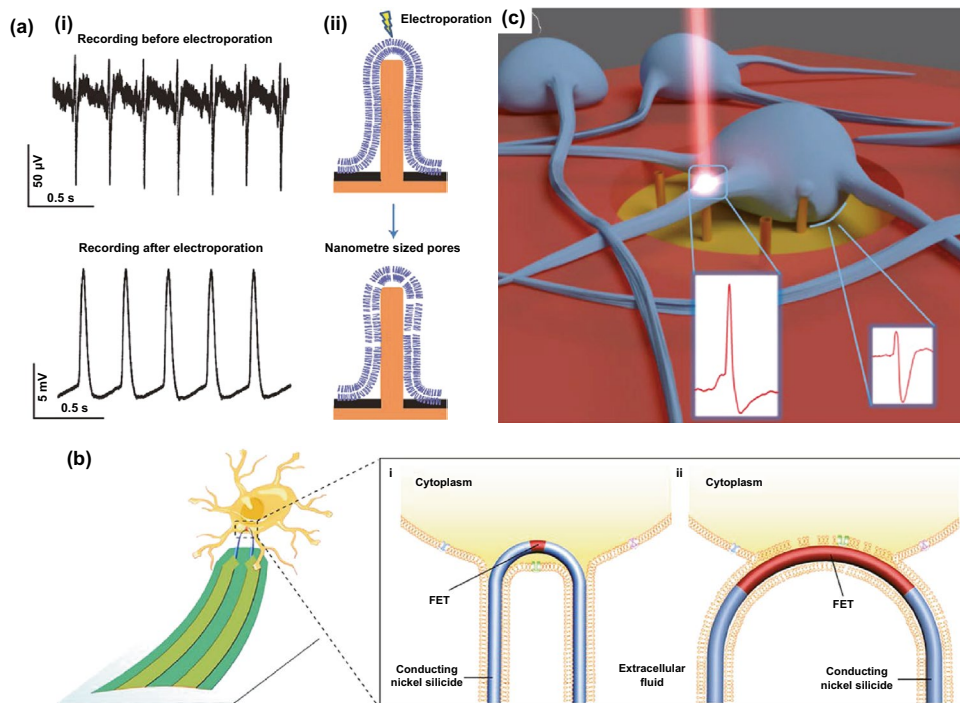 (a)
(i)
Recording before electroporation
50 µV
0.5 s
Recording after electroporation
5 mV
0.5 s
(ii)
Electroporation
Nanometre sized pores
(c)
(b)
i
Cytoplasm
FET
Conducting
nickel silicide
Extracellular
fluid
ii
Cytoplasm
FET
Conducting
nickel silicide